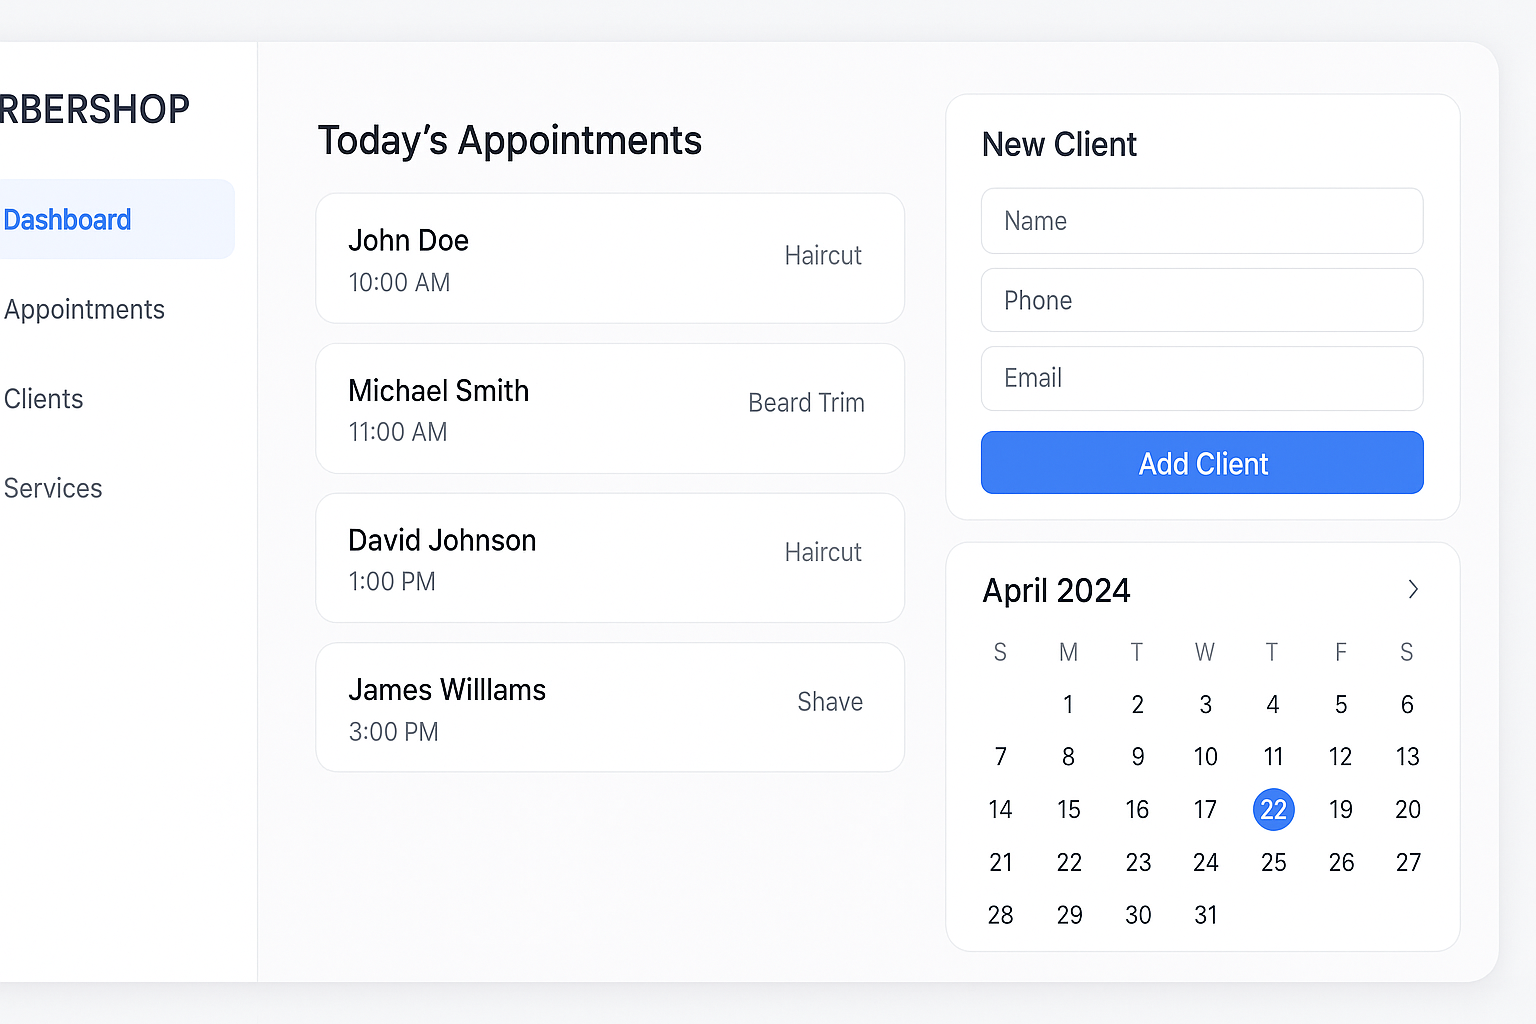 RBERSHOP
Dashboard
Appointments
Clients
Services
Today’s Appointments
John Doe
10:00 AM
Haircut
Michael Smith
11:00 AM
Beard Trim
David Johnson
1:00 PM
Haircut
James Willlams
3:00 PM
Shave
New Client
Name
Phone
Email
Add Client
April 2024
S M T W T F S
1 2 3 4 5 6
7 8 9 10 11 12 13
14 15 16 17 22 19 20
21 22 23 24 25 26 27
28 29 30 31